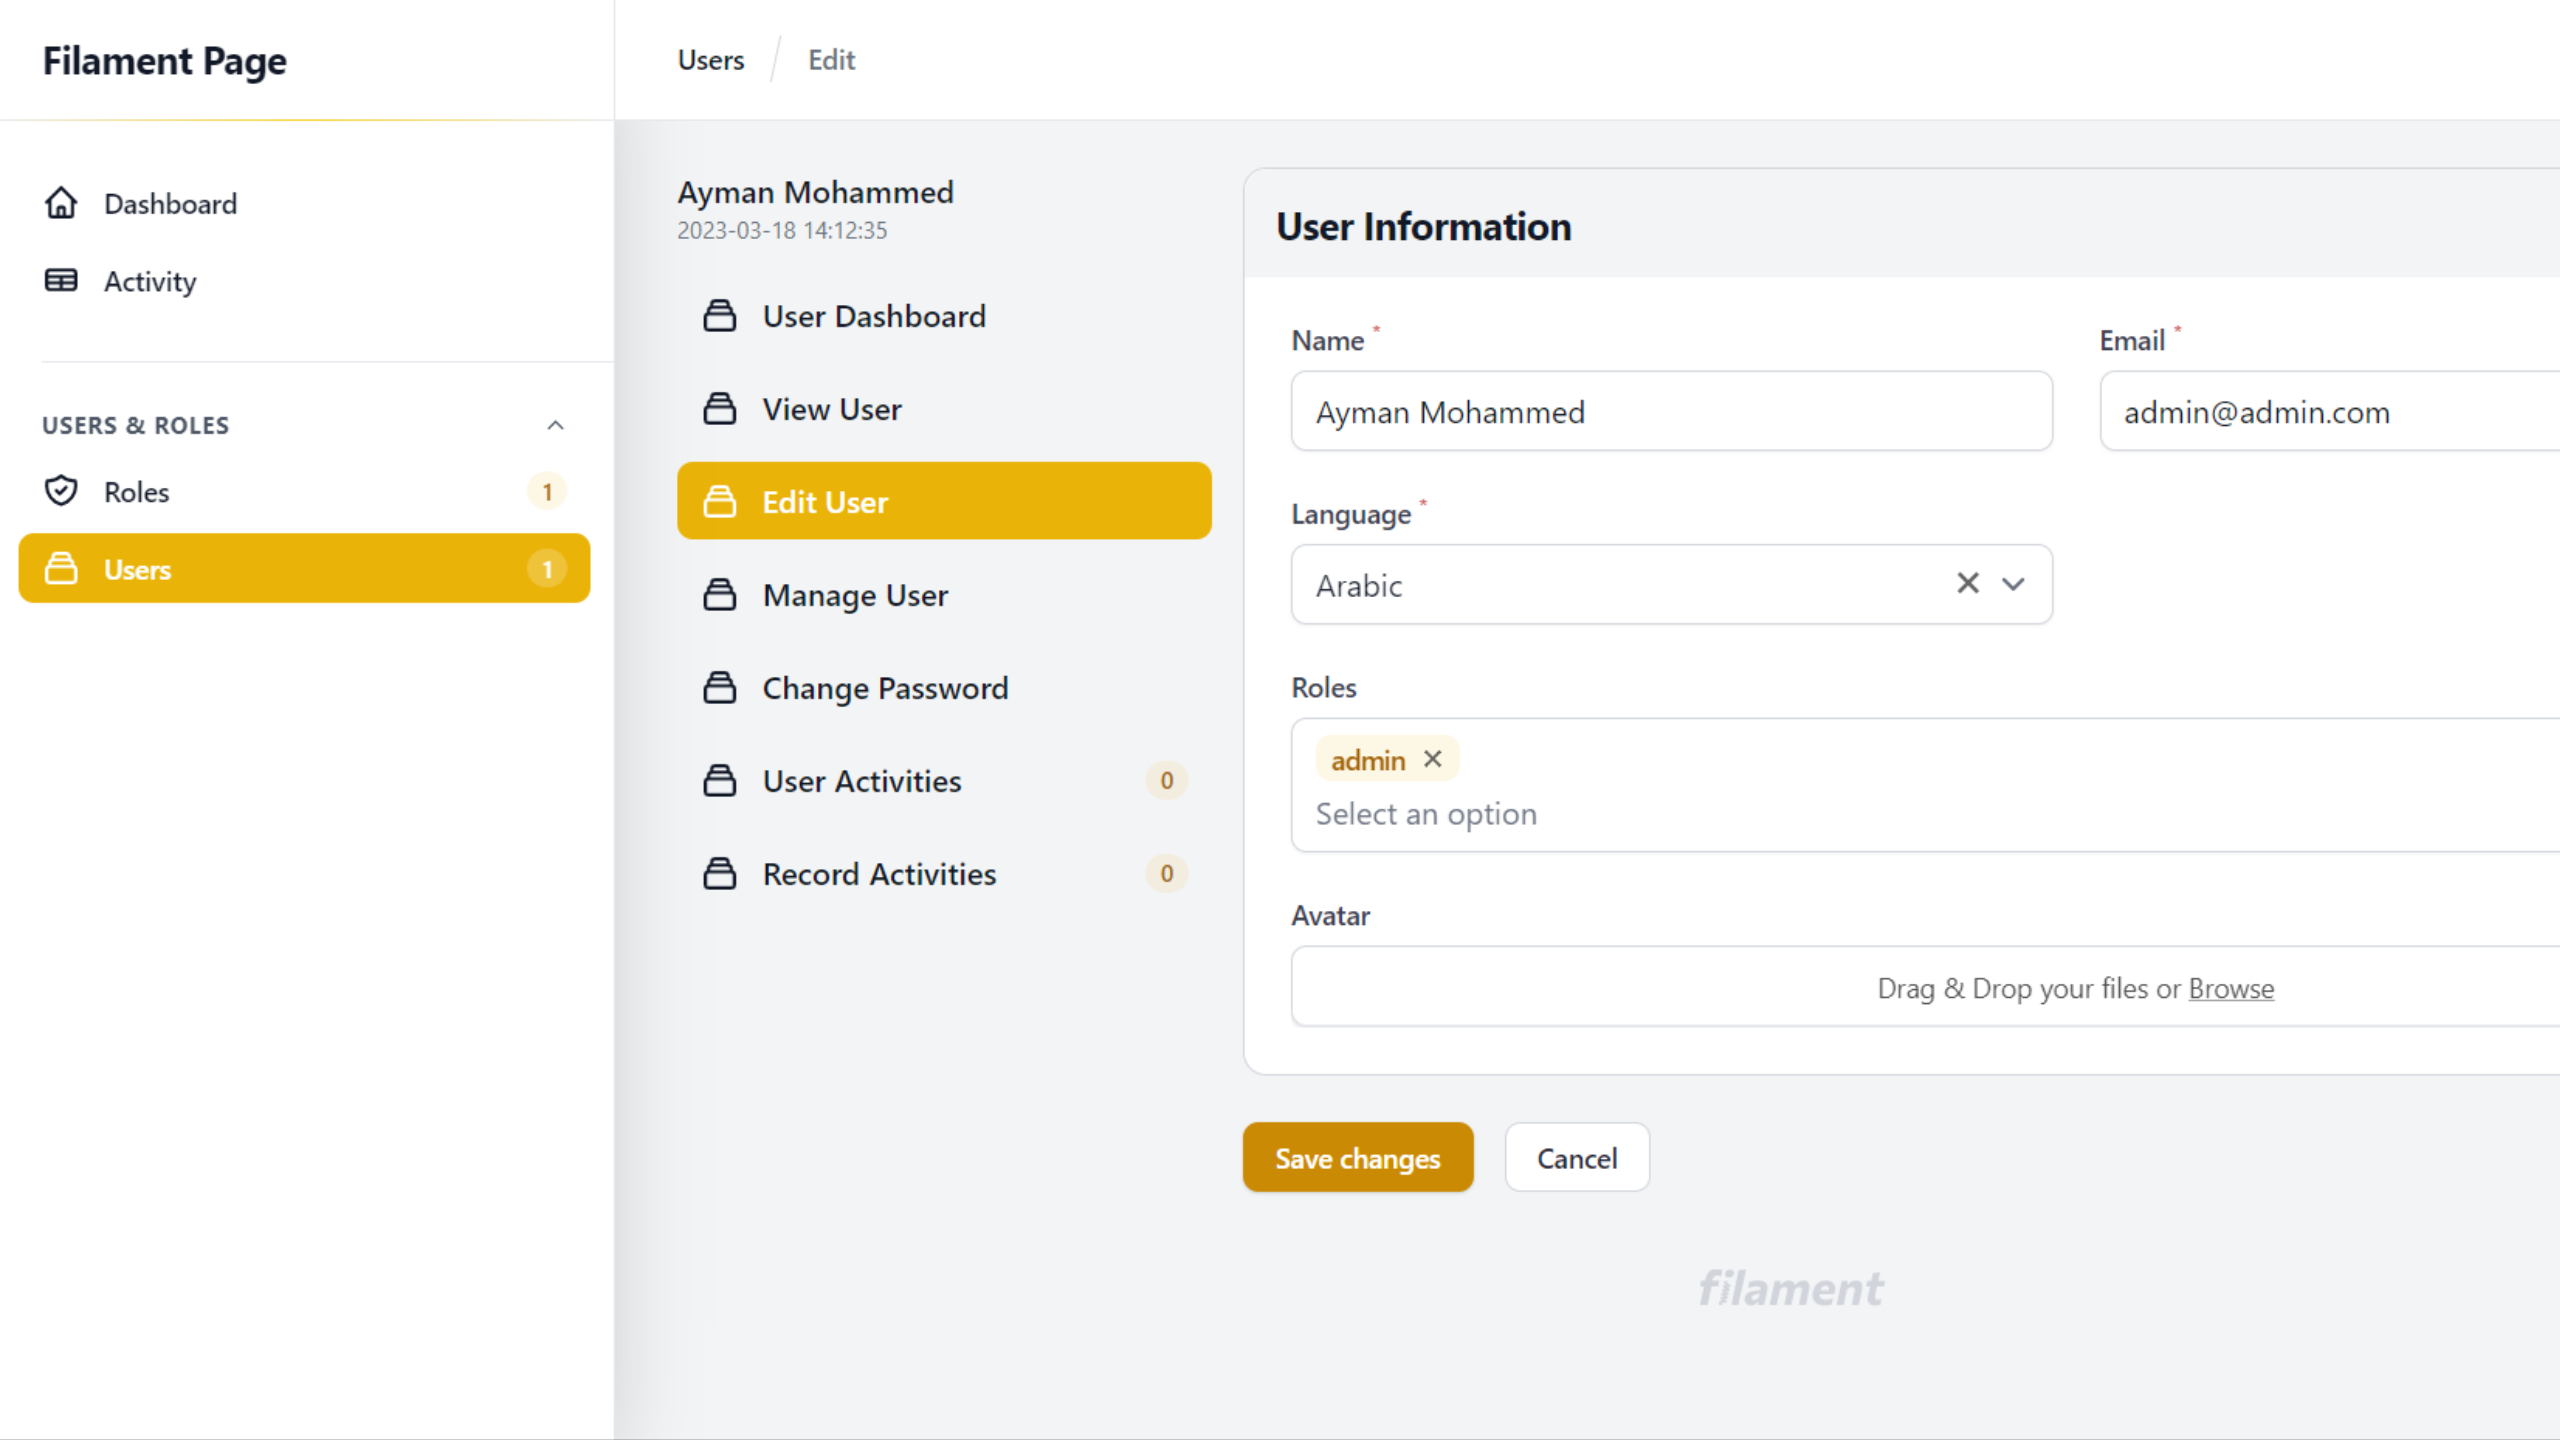 Filament Page
Users / Edit
Dashboard
Activity
USERS & ROLES
Roles 1
Users 1
Ayman Mohammed
2023-03-18 14:12:35
User Dashboard
View User
Edit User
Manage User
Change Password
User Activities 0
Record Activities 0
User Information
Name * Email *
Ayman Mohammed admin@admin.com
Language *
Arabic
Roles
admin
Select an option
Avatar
Drag & Drop your files or Browse
Save changes Cancel
filament